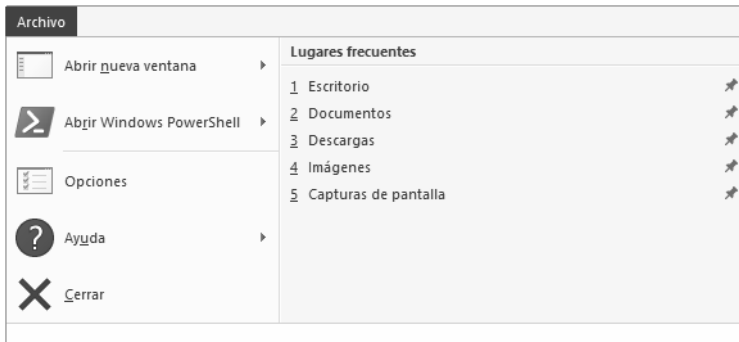 Archivo
Abrir nueva ventana
Abrir Windows PowerShell
Opciones
Ayuda
Cerrar
Lugares frecuentes
1 Escritorio
2 Documentos
3 Descargas
4 Imágenes
5 Capturas de pantalla